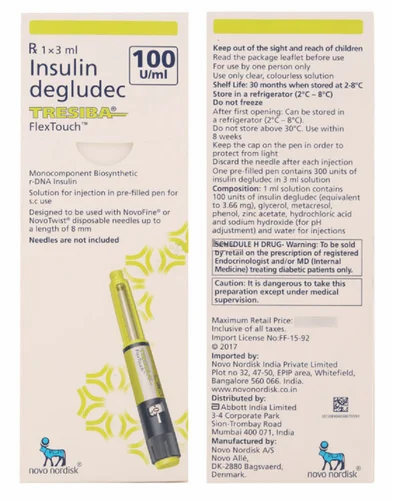 ℞ 1×3 ml
Insulin
degludec
100
U/ml
TRESIBA®
FlexTouch™
Monocomponent Biosynthetic
r-DNA Insulin
Solution for injection in pre-filled pen for
s.c use
Designed to be used with NovoFine® or
NovoTwist® disposable needles up to
a length of 8 mm
Needles are not included
novo nordisk®
Keep out of the sight and reach of children
Read the package leaflet before use
For use by one person only
Use only clear, colourless solution
Shelf Life: 30 months when stored at 2-8°C
Store in a refrigerator (2°C – 8°C)
Do not freeze
After first opening: Can be stored in
a refrigerator (2°C – 8°C).
Do not store above 30°C. Use within
8 weeks
Keep the cap on the pen in order to
protect from light
Discard the needle after each injection
One pre-filled pen contains 300 units of
insulin degludec in 3 ml solution
Composition: 1 ml solution contains
100 units of insulin degludec (equivalent
to 3.66 mg), glycerol, metacresol,
phenol, zinc acetate, hydrochloric acid
and sodium hydroxide (for pH
adjustment) and water for injections
SCHEDULE H DRUG- Warning: To be sold
by retail on the prescription of registered
Endocrinologist and/or MD (Internal
Medicine) treating diabetic patients only.
Caution: It is dangerous to take this
preparation except under medical
supervision.
Maximum Retail Price:
Inclusive of all taxes.
Import License No:FF-15-92
© 2017
Imported by:
Novo Nordisk India Private Limited
Plot no 32, 47-50, EPIP area, Whitefield,
Bangalore 560 066. India.
www.novonordisk.co.in
Distributed by:
Abbott India Limited
3-4 Corporate Park
Sion-Trombay Road
Mumbai 400 071, India
Manufactured by:
Novo Nordisk A/S
Novo Allé,
DK-2880 Bagsværd,
Denmark.
novo nordisk®